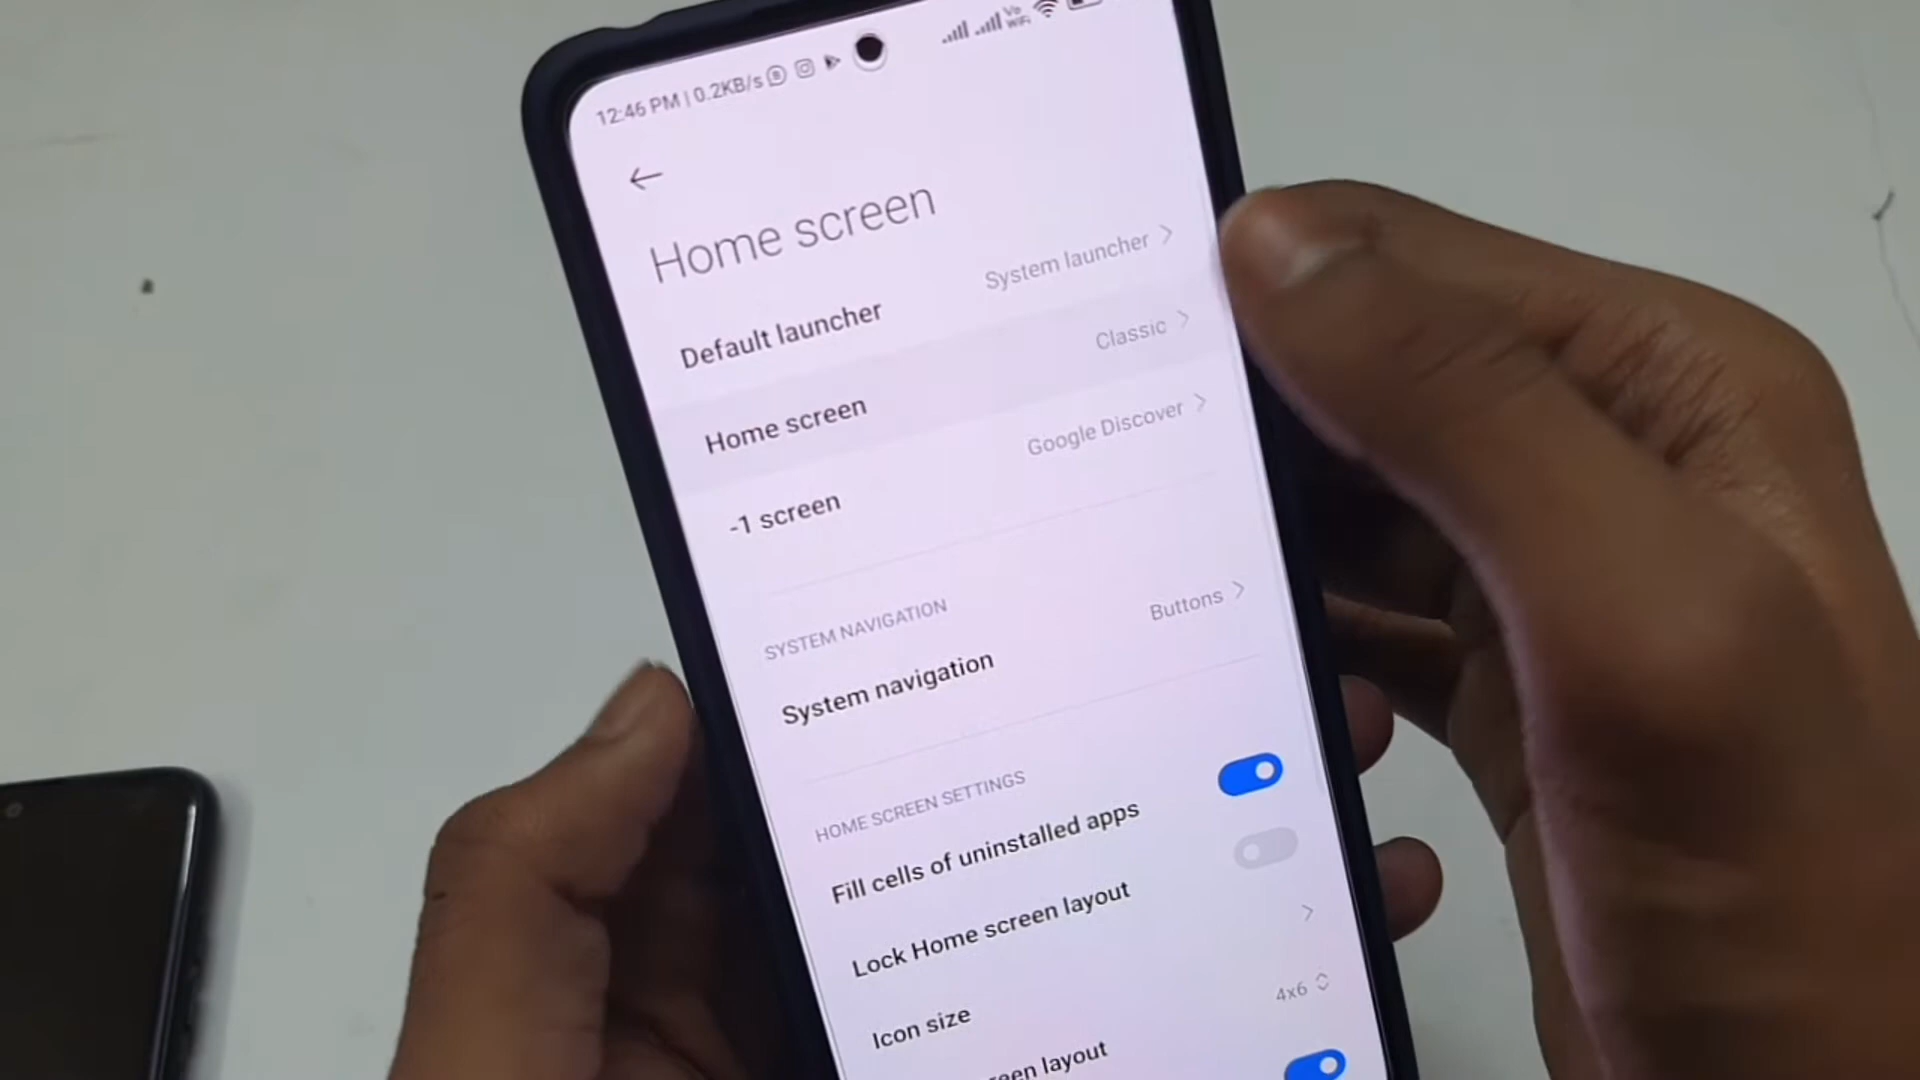 12:46 PM | 0.2KB/s
Vo
WiFi
Home screen
Default launcher System launcher
Home screen Classic
-1 screen Google Discover
SYSTEM NAVIGATION
System navigation Buttons
HOME SCREEN SETTINGS
Fill cells of uninstalled apps
Lock Home screen layout
Icon size
layout 4x6